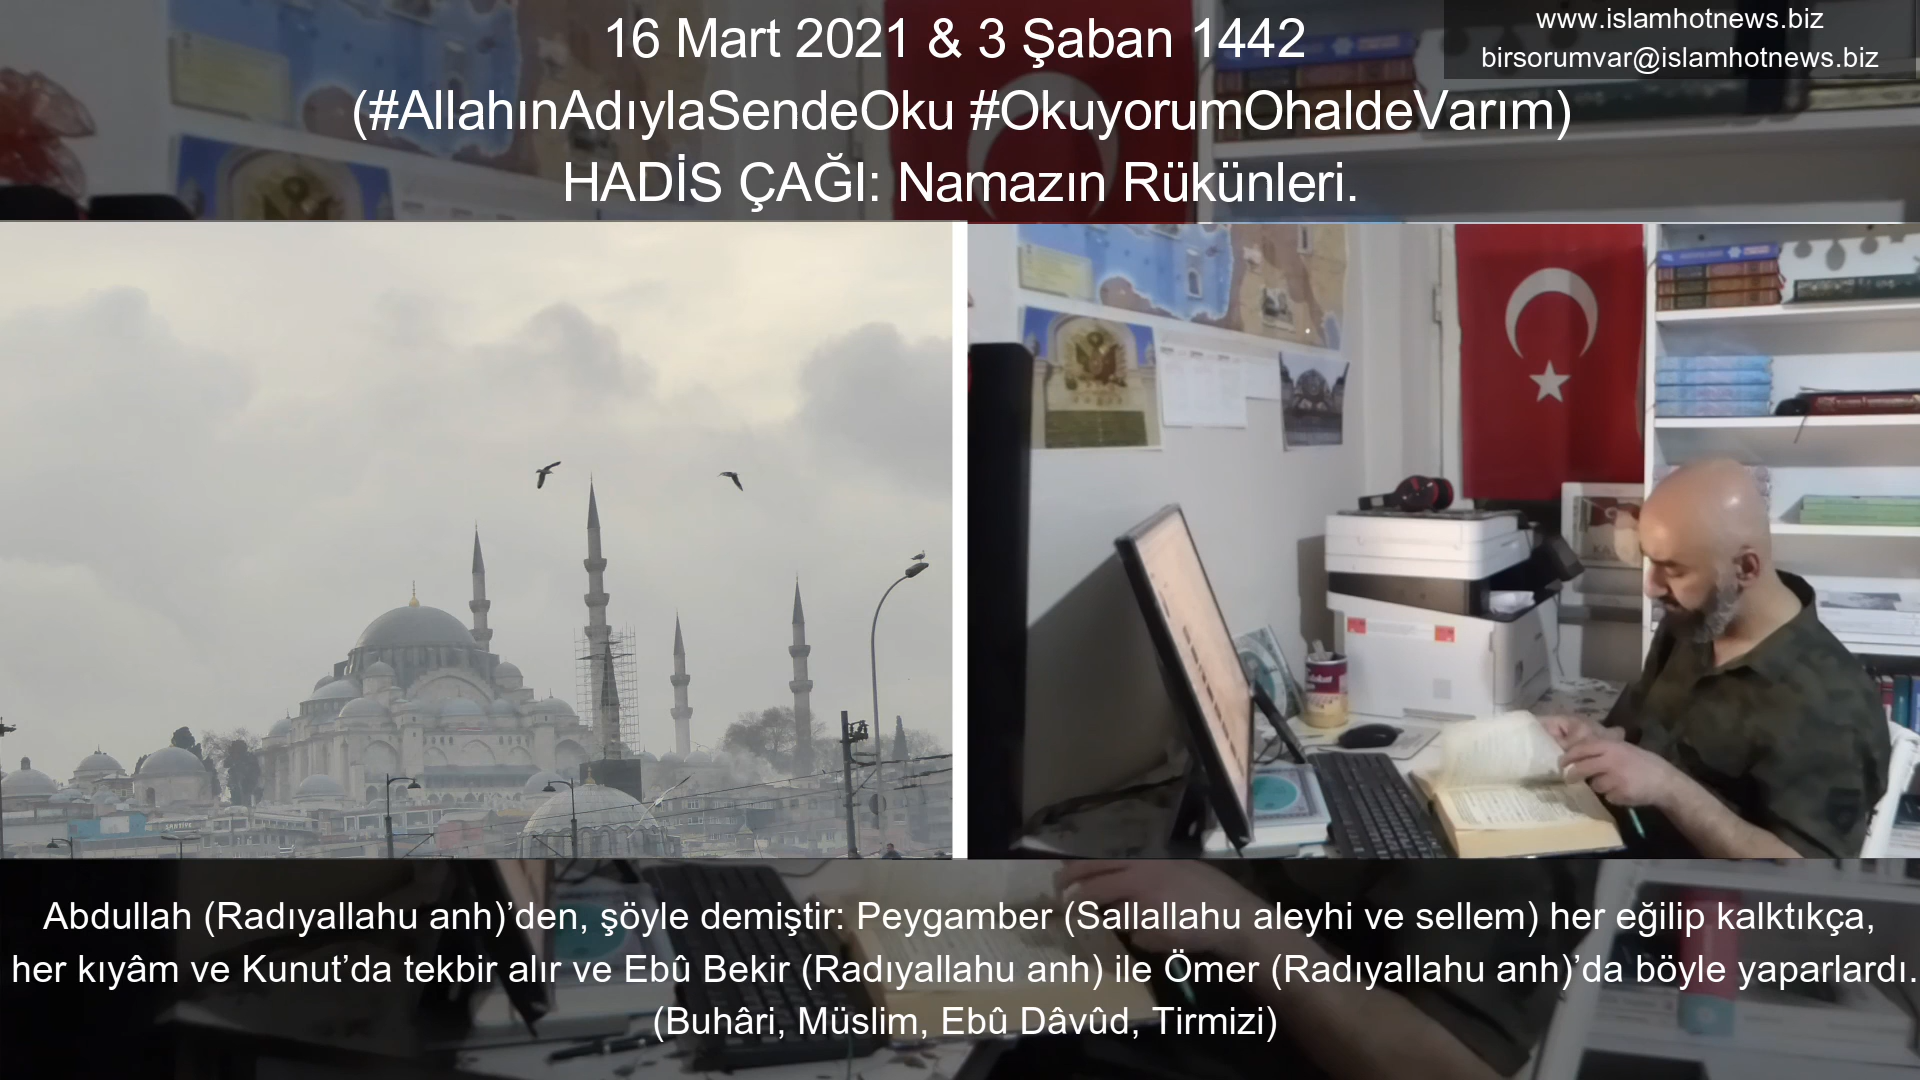 16 Mart 2021 & 3 Şaban 1442
(#AllahınAdıylaSendeOku #OkuyorumOhaldeVarım)
HADİS ÇAĞI: Namazın Rükünleri.
www.islamhotnews.biz
birsorumvar@islamhotnews.biz
Abdullah (Radıyallahu anh)’den, şöyle demiştir: Peygamber (Sallallahu aleyhi ve sellem) her eğilip kalktıkça,
her kıyâm ve Kunut’da tekbir alır ve Ebû Bekir (Radıyallahu anh) ile Ömer (Radıyallahu anh)’da böyle yaparlardı.
(Buhâri, Müslim, Ebû Dâvûd, Tirmizi)